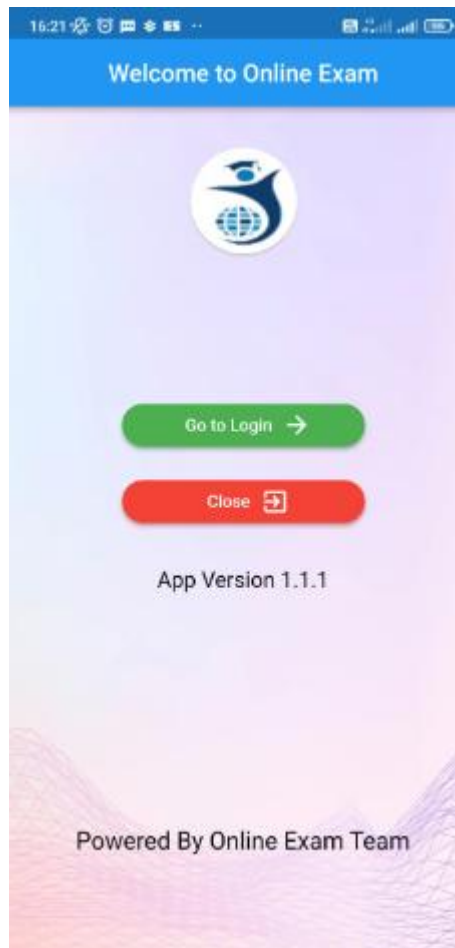 16:21
Welcome to Online Exam
Go to Login
Close
App Version 1.1.1
Powered By Online Exam Team